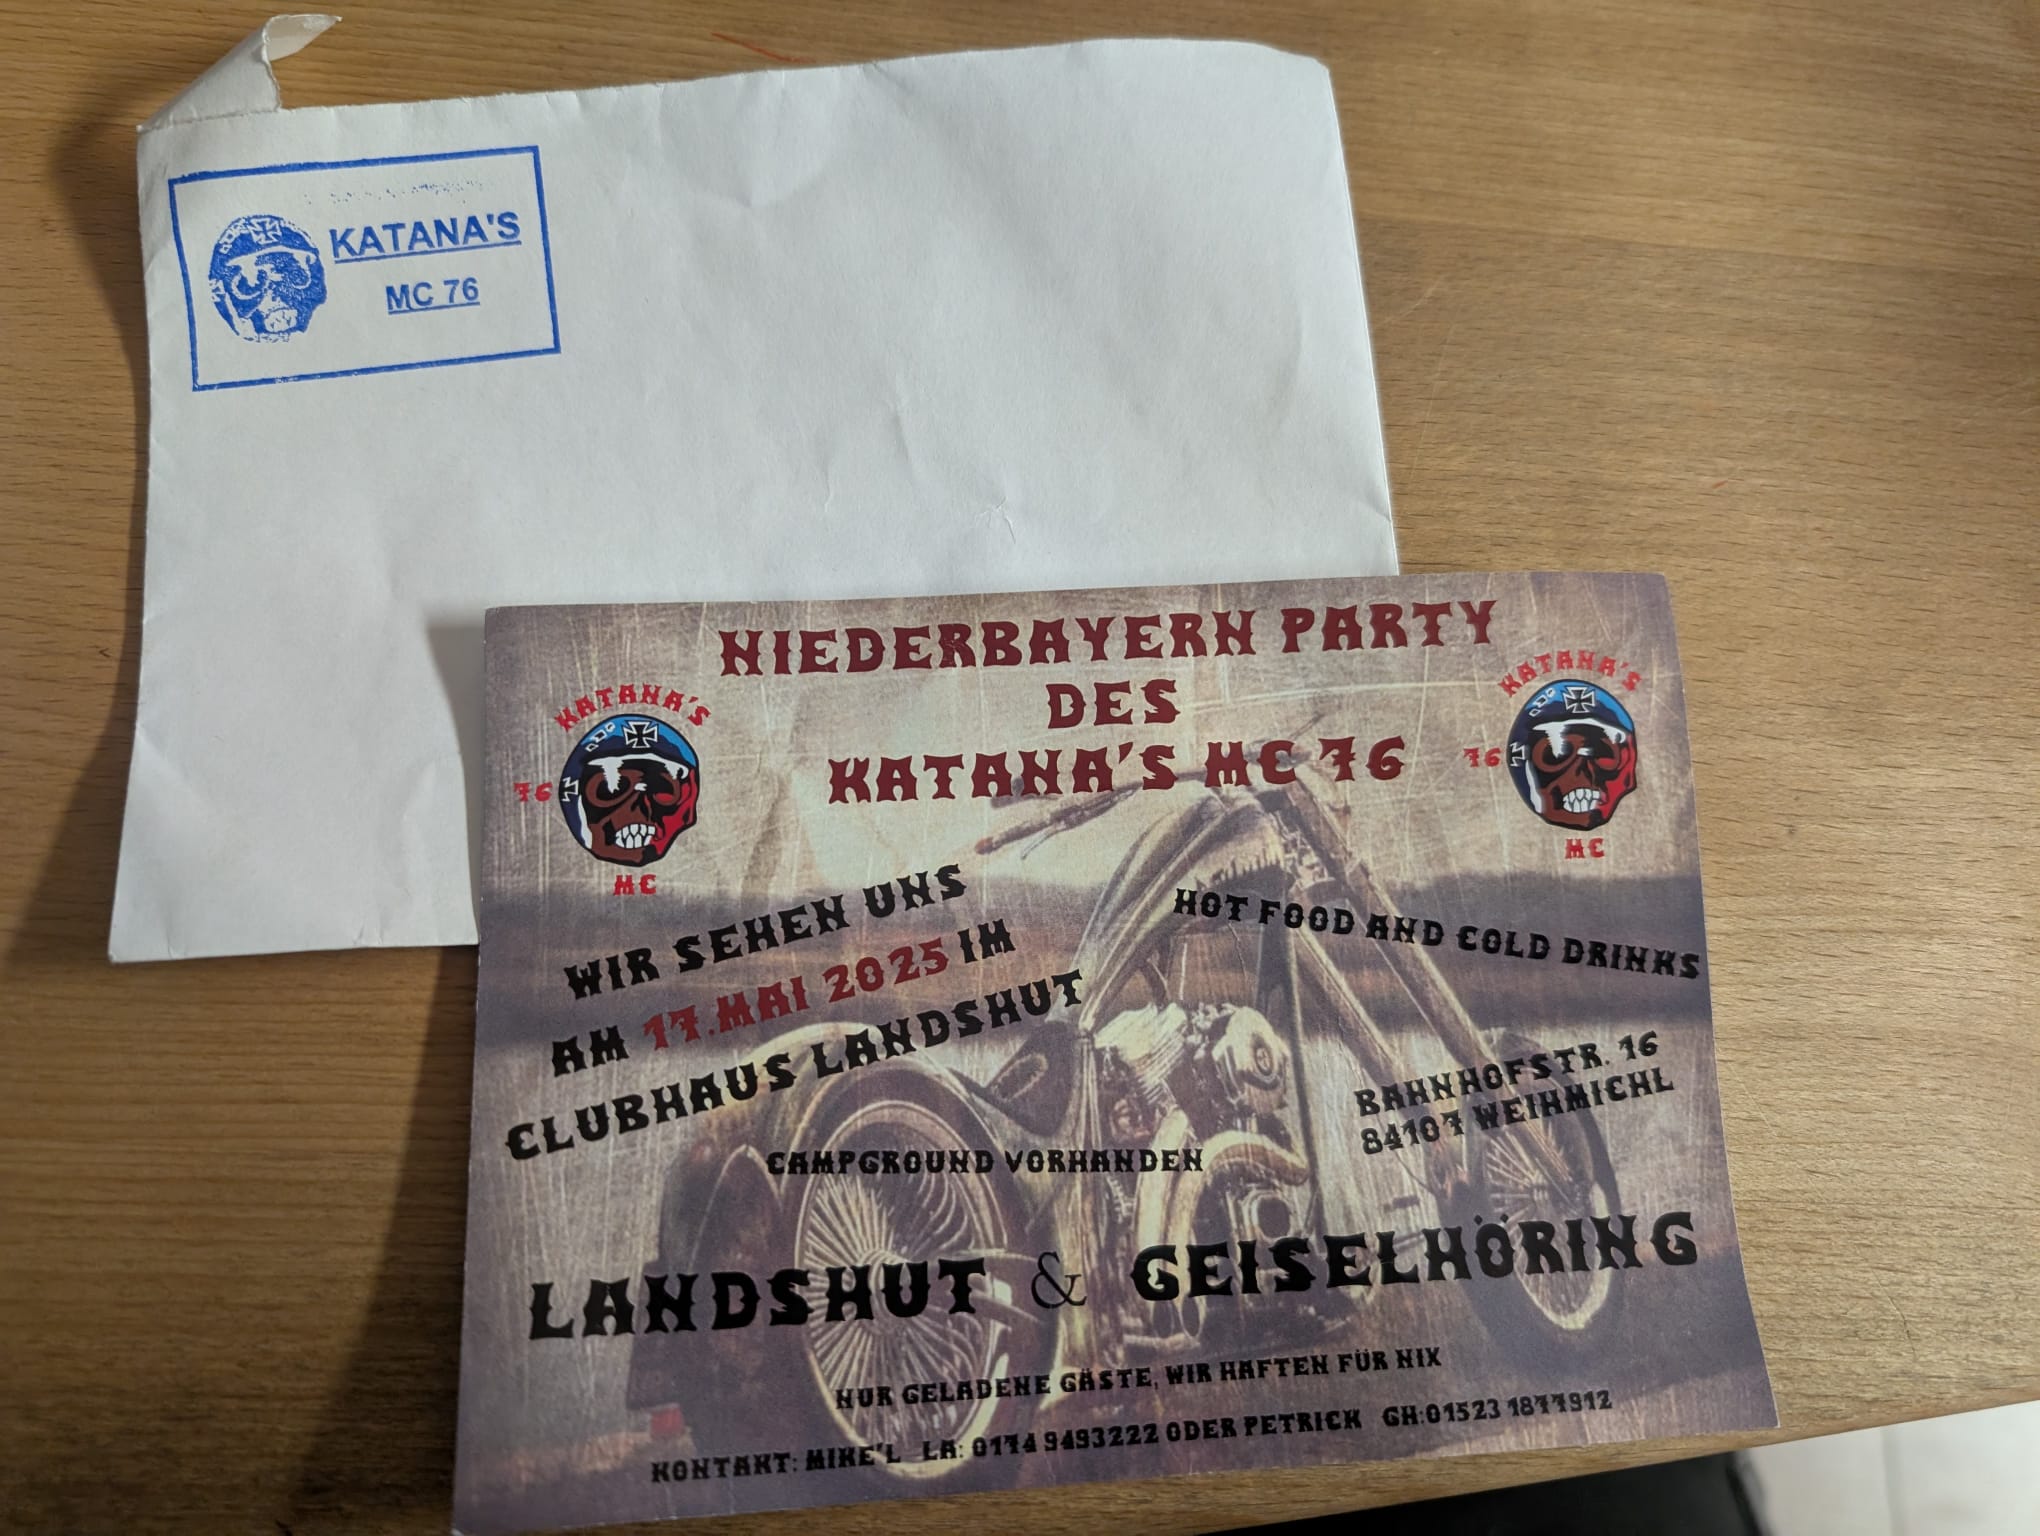 KATANA'S
MC 76
NIEDERBAYERN PARTY
DES
KATANA'S MC 76
KATANA'S
76
MC
KATANA'S
76
MC
WIR SEHEN UNS
AM 17.MAI 2025 IM
CLUBHAUS LANDSHUT
HOT FOOD AND COLD DRINKS
BAHNHOFSTR. 16
84107 WEIHMICHL
CAMPGROUND VORHANDEN
LANDSHUT & GEISELHÖRING
NUR GELADENE GÄSTE, WIR HAFTEN FÜR NIX
KONTAKT: MIKE'L LA: 0174 9493222 ODER PETRICK GH:01523 1877912